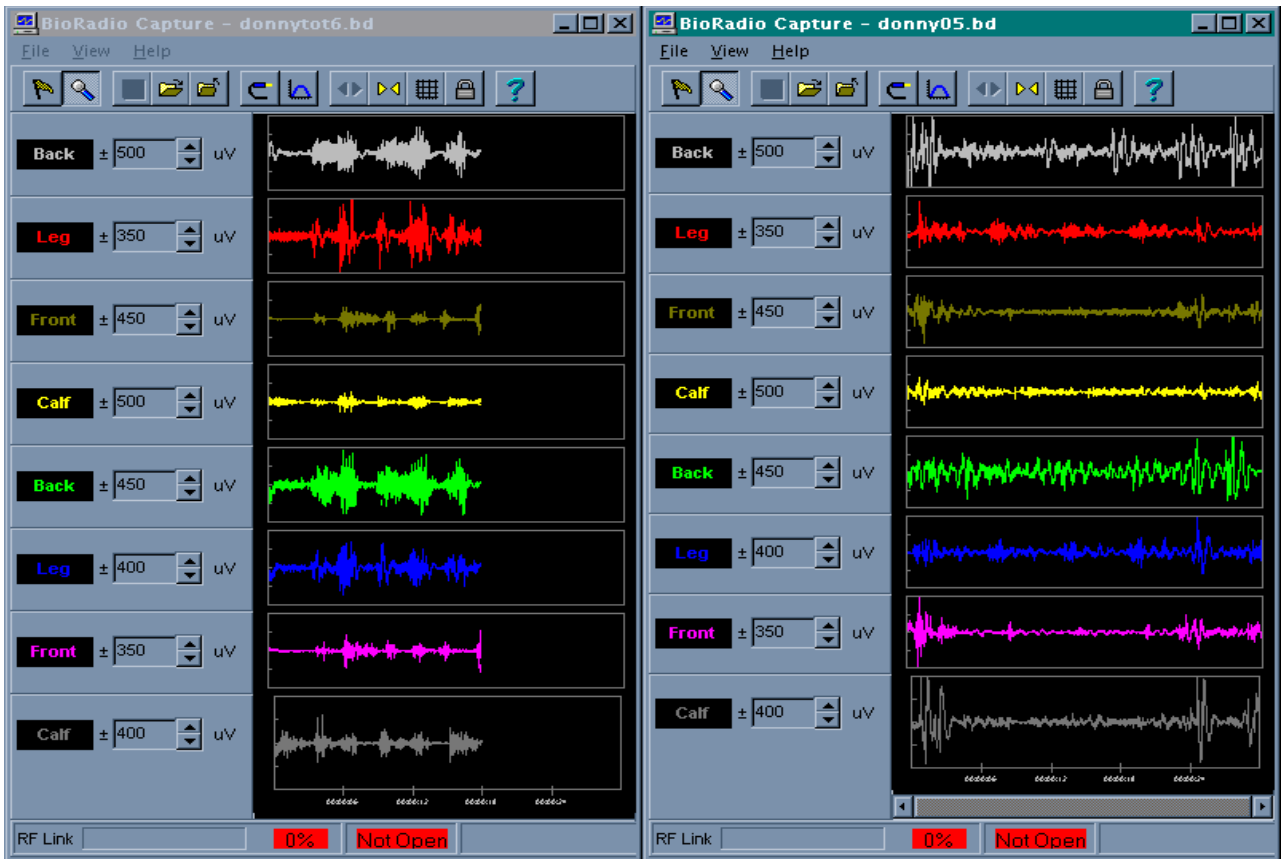 BioRadio Capture - donnytot6.bd
File View Help
Back ± 500 uV
Leg ± 350 uV
Front ± 450 uV
Calf ± 500 uV
Back ± 450 uV
Leg ± 400 uV
Front ± 350 uV
Calf ± 400 uV
RF Link 0% Not Open
BioRadio Capture - donny05.bd
File View Help
Back ± 500 uV
Leg ± 350 uV
Front ± 450 uV
Calf ± 500 uV
Back ± 450 uV
Leg ± 400 uV
Front ± 350 uV
Calf ± 400 uV
RF Link 0% Not Open